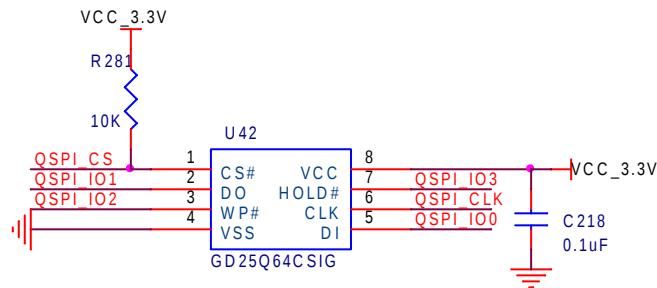 VCC_3.3V
R281
10K
U42
QSPI_CS 1 CS# VCC 8 VCC_3.3V
QSPI_IO1 2 DO HOLD# 7 QSPI_IO3
QSPI_IO2 3 WP# CLK 6 QSPI_CLK
4 VSS DI 5 QSPI_IO0
C218
0.1uF
GD25Q64CSIG